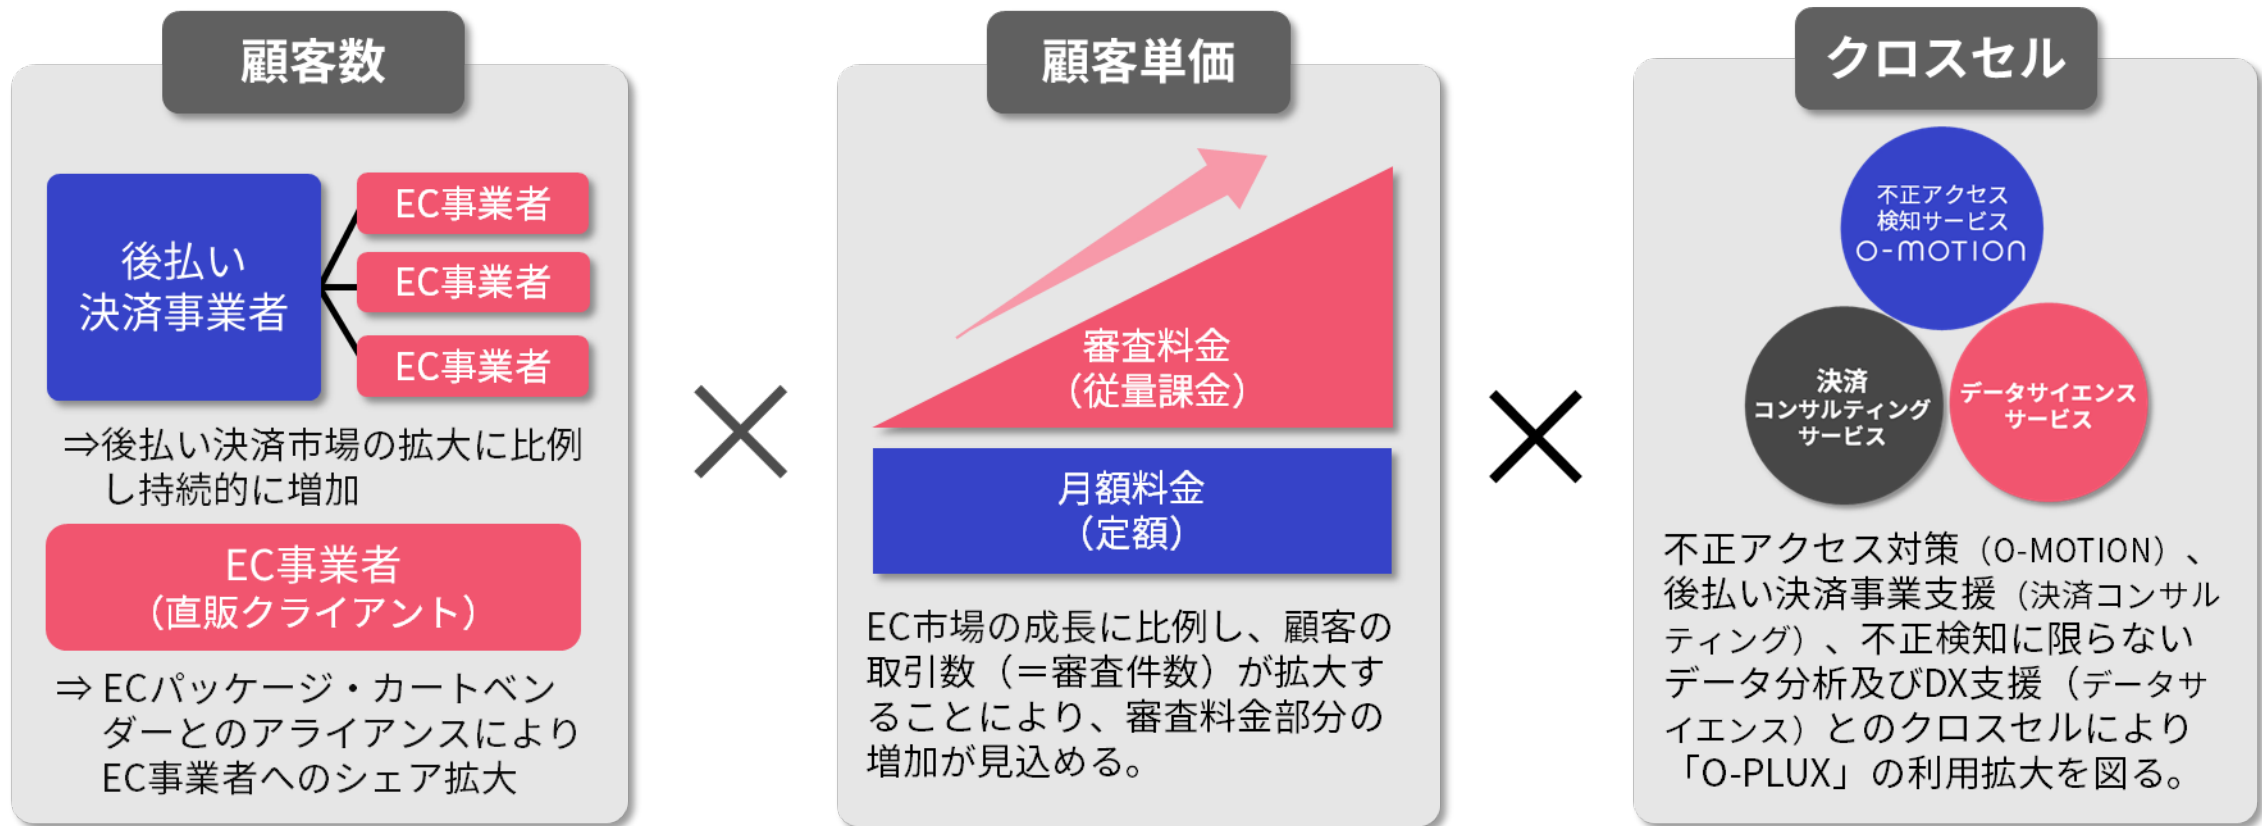 顧客数
後払い
決済事業者
EC事業者
EC事業者
EC事業者
⇒後払い決済市場の拡大に比例
し持続的に増加
EC事業者
（直販クライアント）
⇒ ECパッケージ・カートベン
ダーとのアライアンスにより
EC事業者へのシェア拡大
×
顧客単価
審査料金
（従量課金）
月額料金
（定額）
EC市場の成長に比例し、顧客の
取引数（＝審査件数）が拡大す
ることにより、審査料金部分の
増加が見込める。
×
クロスセル
不正アクセス
検知サービス
O-MOTION
決済
コンサルティング
サービス
データサイエンス
サービス
不正アクセス対策（O-MOTION）、
後払い決済事業支援（決済コンサル
ティング）、不正検知に限らない
データ分析及びDX支援（データサ
イエンス）とのクロスセルにより
「O-PLUX」の利用拡大を図る。